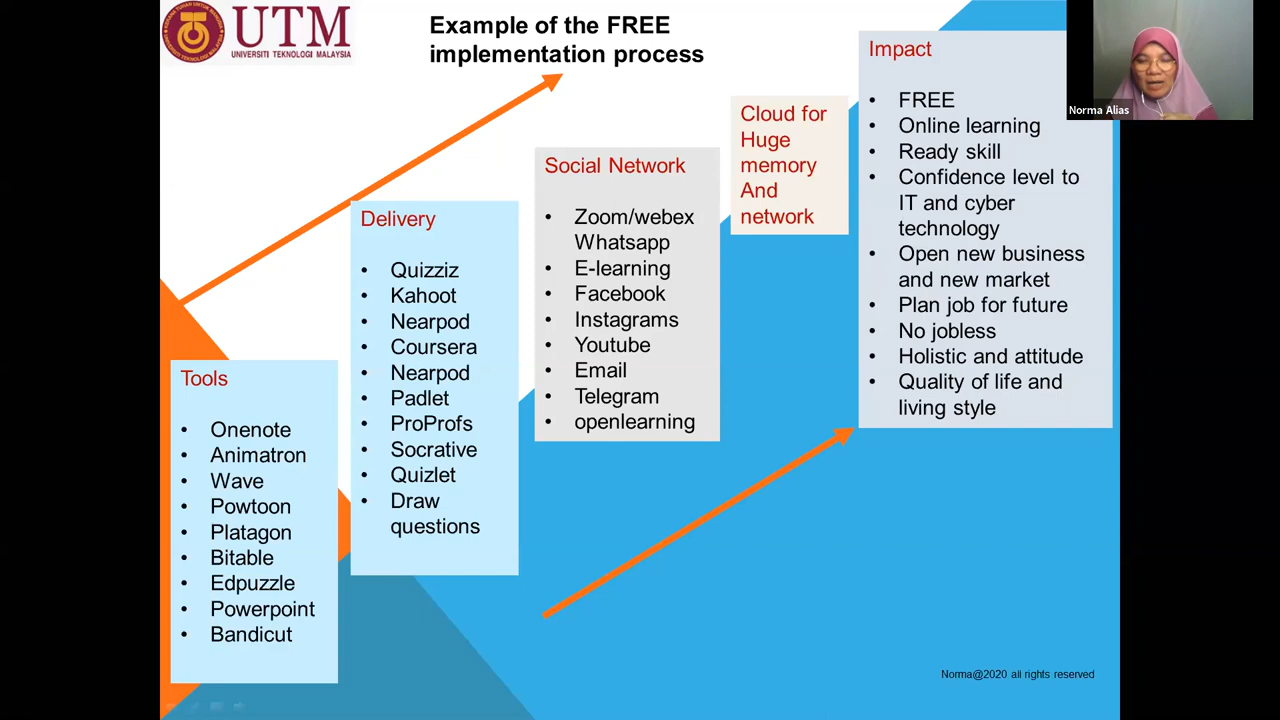 UTM
UNIVERSITI TEKNOLOGI MALAYSIA
Example of the FREE
implementation process
Tools
• Onenote
• Animatron
• Wave
• Powtoon
• Platagon
• Bitable
• Edpuzzle
• Powerpoint
• Bandicut
Delivery
• Quizziz
• Kahoot
• Nearpod
• Coursera
• Nearpod
• Padlet
• ProProfs
• Socrative
• Quizlet
• Draw
questions
Social Network
• Zoom/webex
Whatsapp
• E-learning
• Facebook
• Instagrams
• Youtube
• Email
• Telegram
• openlearning
Cloud for
Huge
memory
And
network
Impact
• FREE
• Online learning
• Ready skill
• Confidence level to
IT and cyber
technology
• Open new business
and new market
• Plan job for future
• No jobless
• Holistic and attitude
• Quality of life and
living style
Norma Alias
Norma@2020 all rights reserved